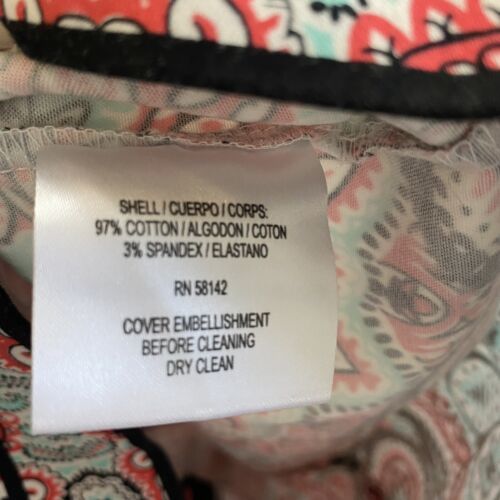 SHELL / CUERPO / CORPS:
97% COTTON / ALGODON / COTON
3% SPANDEX / ELASTANO
RN 58142
COVER EMBELLISHMENT
BEFORE CLEANING
DRY CLEAN